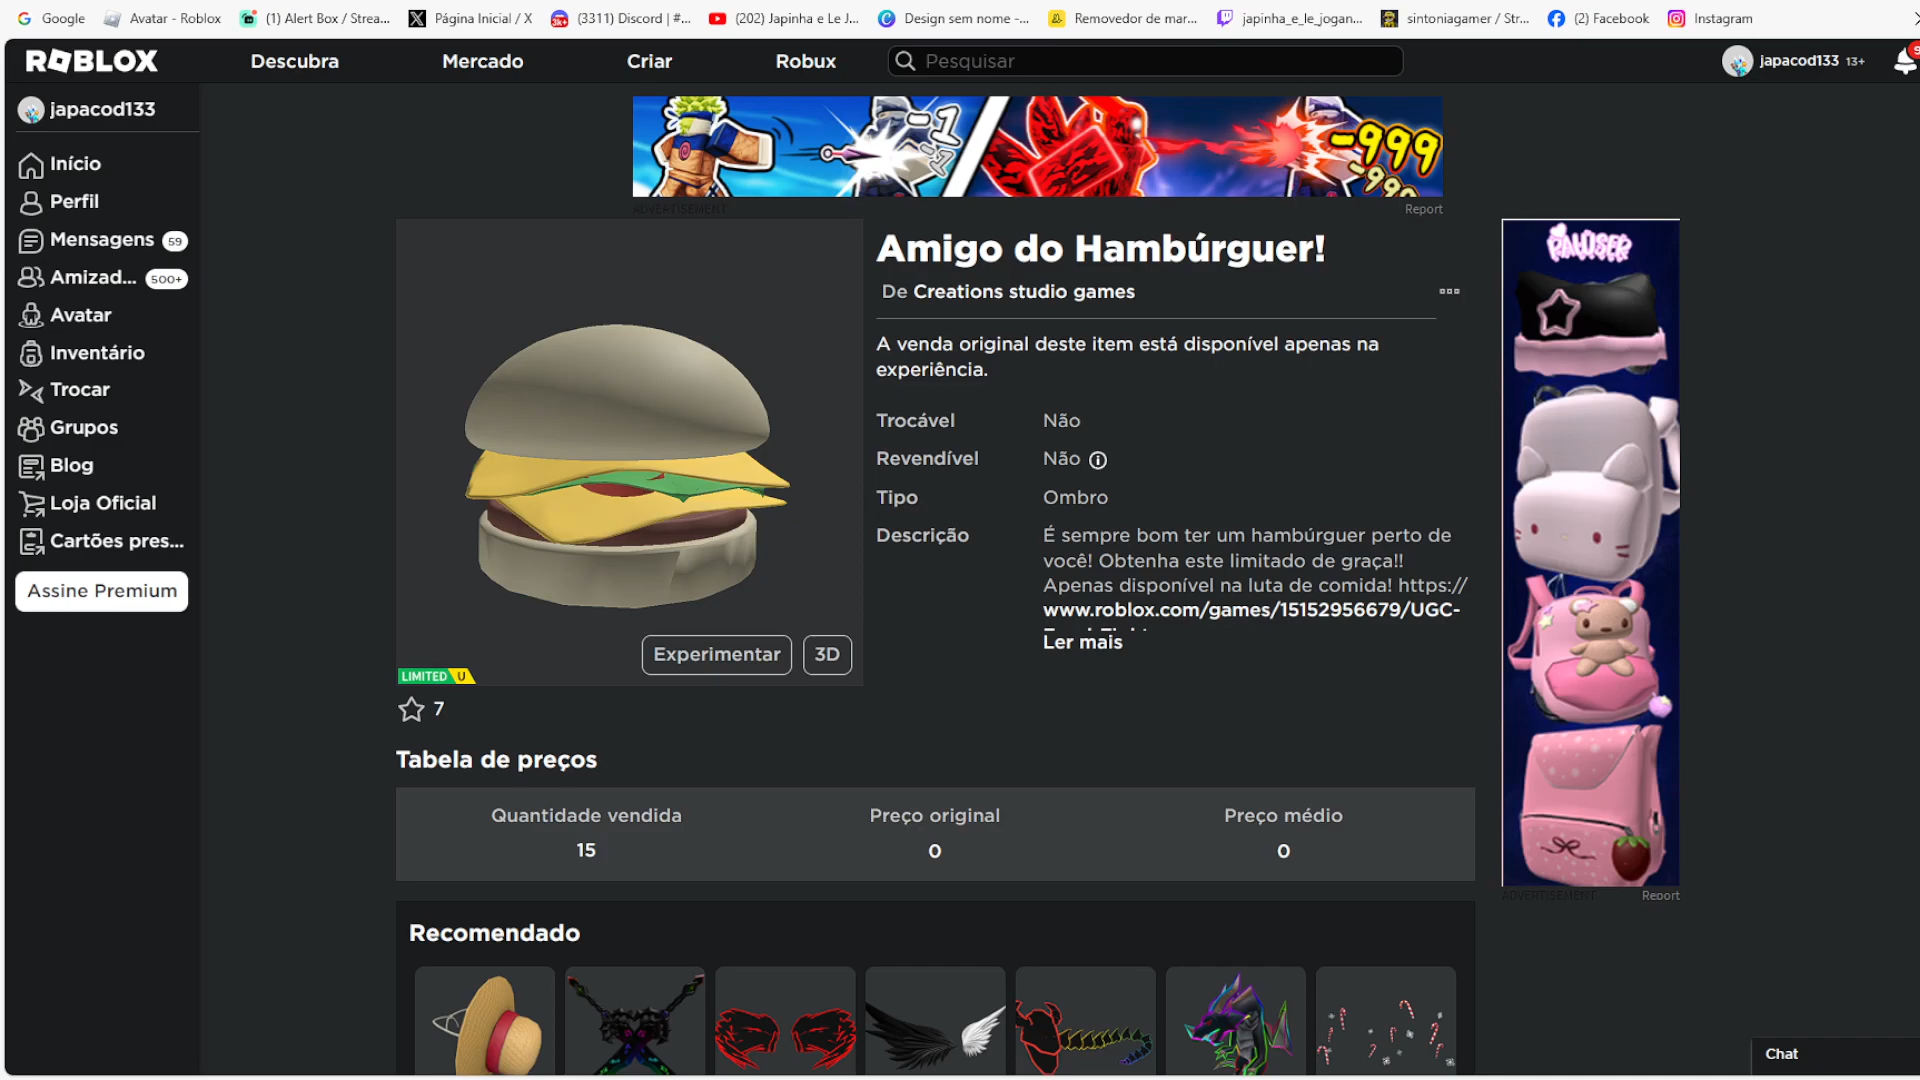 Google
Avatar - Roblox
(1) Alert Box / Strea...
Página Inicial / X
(3311) Discord | #...
(202) Japinha e Le J...
Design sem nome -...
Removedor de mar...
japinha_e_le_jogan...
sintoniagamer / Str...
(2) Facebook
Instagram
ROBLOX
Descubra
Mercado
Criar
Robux
Pesquisar
japacod133 13+
japacod133
Início
Perfil
Mensagens 59
Amizad... 500+
Avatar
Inventário
Trocar
Grupos
Blog
Loja Oficial
Cartões pres...
Assine Premium
-1
-1
-999
-999
ADVERTISEMENT
Report
Amigo do Hambúrguer!
De Creations studio games
A venda original deste item está disponível apenas na
experiência.
Trocável Não
Revendível Não
Tipo Ombro
Descrição
É sempre bom ter um hambúrguer perto de
você! Obtenha este limitado de graça!!
Apenas disponível na luta de comida! https://
www.roblox.com/games/15152956679/UGC-
Ler mais
Experimentar
3D
LIMITED U
7
Tabela de preços
Quantidade vendida
15
Preço original
0
Preço médio
0
Recomendado
ADVERTISEMENT
Report
Chat